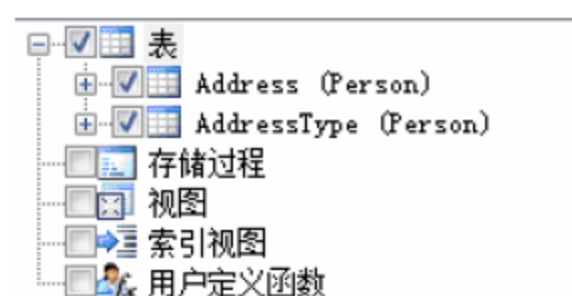 表
Address (Person)
AddressType (Person)
存储过程
视图
索引视图
用户定义函数